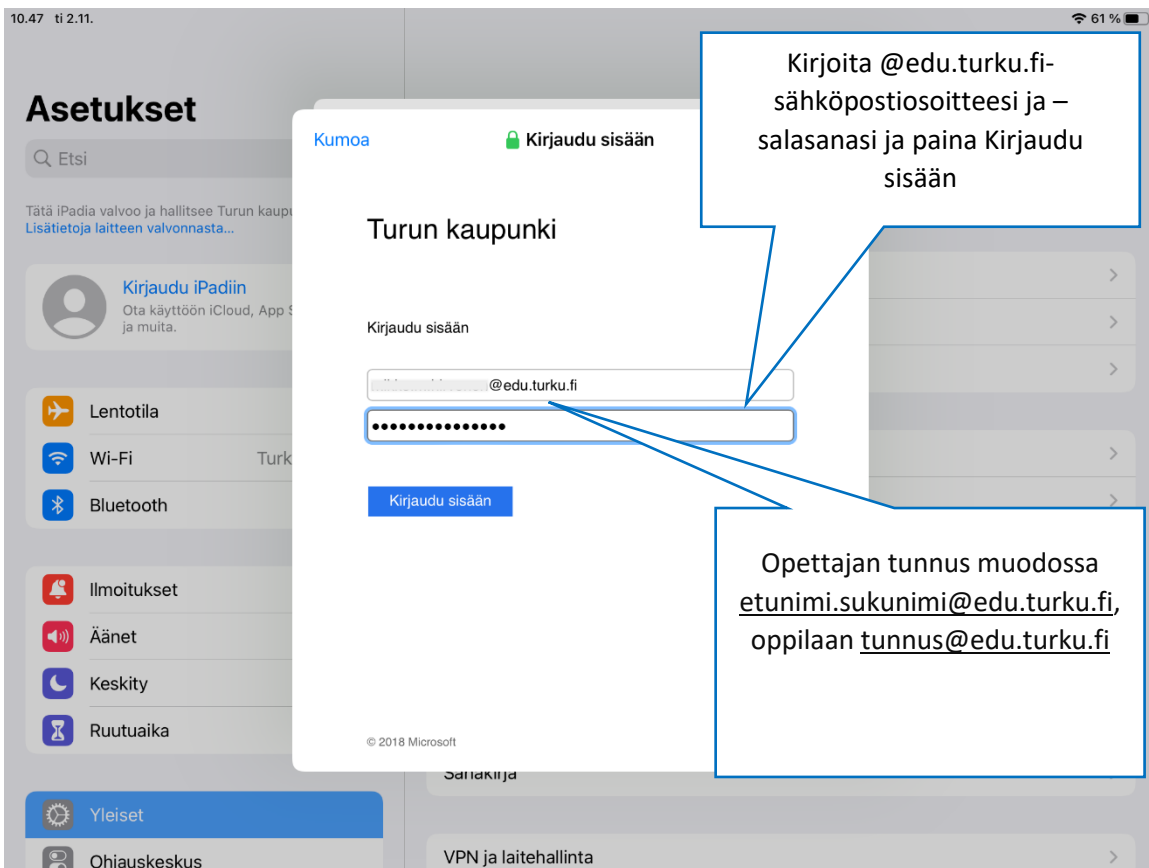 10.47 ti 2.11.
61 %
Asetukset
Etsi
Tätä iPadia valvoo ja hallitsee Turun
Lisätietoja laitteen valvonnasta...
Kirjaudu iPadiin
Ota käyttöön iCloud, App
ja muita.
Lentotila
Wi-Fi
Bluetooth
Ilmoitukset
Äänet
Keskity
Ruutuaika
Yleiset
Ohjauskeskus
Kumoa
Kirjaudu sisään
Turun kaupunki
Kirjaudu sisään
@edu.turku.fi
Kirjaudu sisään
© 2018 Microsoft
Kirjoita @edu.turku.fi-
sähköpostiosoitteesi ja –
salasanasi ja paina Kirjaudu
sisään
Opettajan tunnus muodossa
etunimi.sukunimi@edu.turku.fi,
oppilaan tunnus@edu.turku.fi
Sanakirja
VPN ja laitehallinta